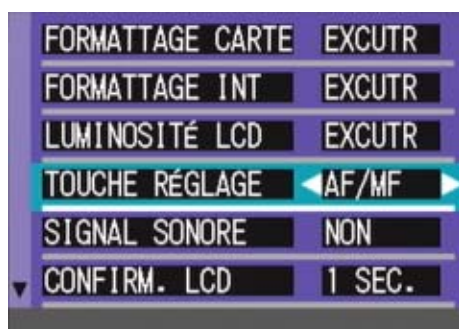 FORMATTAGE CARTE EXCUTR
FORMATTAGE INT EXCUTR
LUMINOSITÉ LCD EXCUTR
TOUCHE RÉGLAGE AF/MF
SIGNAL SONORE NON
CONFIRM. LCD 1 SEC.